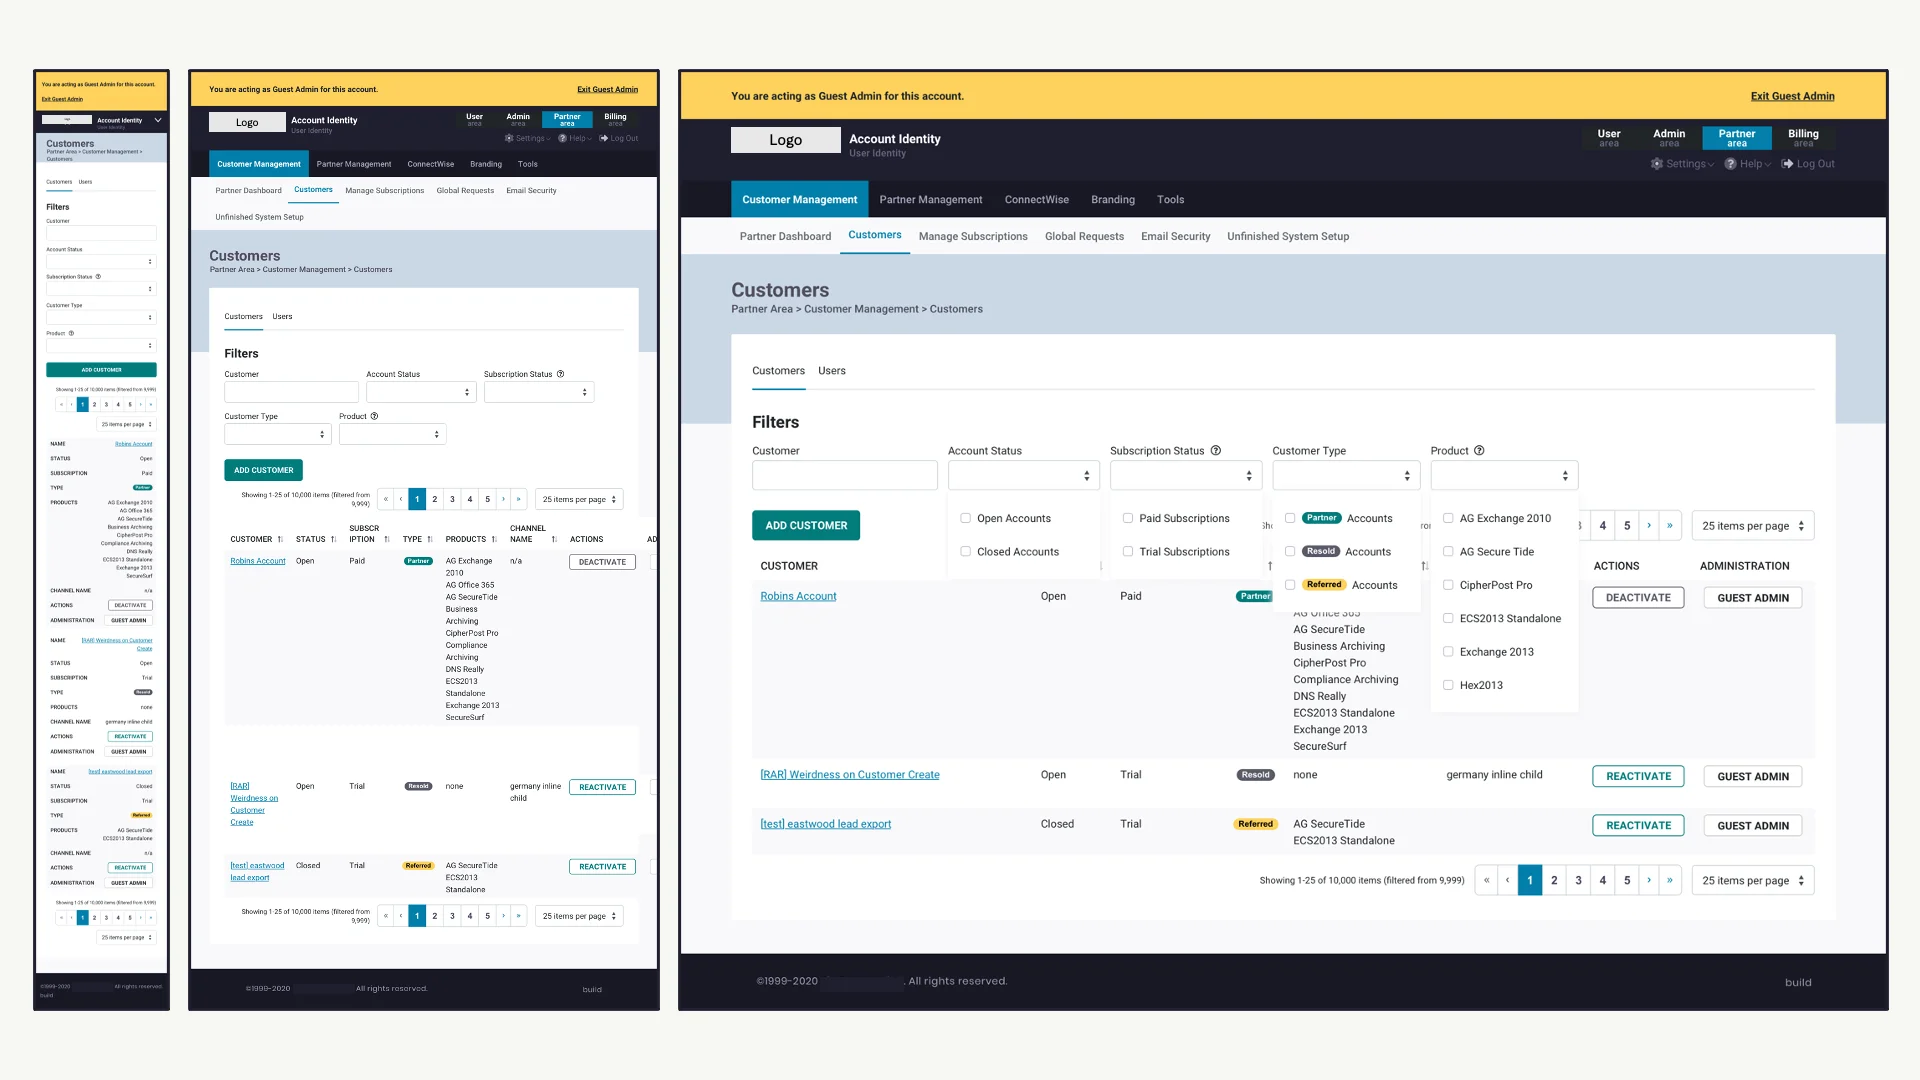 You are acting as Guest Admin for this account.
Exit Guest Admin
Account Identity
User Identity
Customers
Partner Area > Customer Management >
Customers
Customers Users
Filters
Customer
Account Status
Subscription Status
Customer Type
Product
ADD CUSTOMER
Showing 1-25 of 10,000 items (filtered from 9,999)
« ‹ 1 2 3 4 5 › »
25 items per page
NAME Robins Account
STATUS Open
SUBSCRIPTION Paid
TYPE Partner
PRODUCTS AG Exchange 2010
AG Office 365
AG SecureTide
Business Archiving
CipherPost Pro
Compliance Archiving
DNS Really
ECS2013 Standalone
Exchange 2013
SecureSurf
CHANNEL NAME n/a
ACTIONS DEACTIVATE
ADMINISTRATION GUEST ADMIN
NAME [RAR] Weirdness on Customer
Create
STATUS Open
SUBSCRIPTION Trial
TYPE Resold
PRODUCTS none
CHANNEL NAME germany inline child
ACTIONS REACTIVATE
ADMINISTRATION GUEST ADMIN
NAME [test] eastwood lead export
STATUS Closed
SUBSCRIPTION Trial
TYPE Referred
PRODUCTS AG SecureTide
ECS2013 Standalone
CHANNEL NAME n/a
ACTIONS REACTIVATE
ADMINISTRATION GUEST ADMIN
Showing 1-25 of 10,000 items (filtered from 9,999)
« ‹ 1 2 3 4 5 › »
25 items per page
©1999-2020 All rights reserved.
build
You are acting as Guest Admin for this account. Exit Guest Admin
Logo Account Identity
User Identity
User area Admin area Partner area Billing area
Settings Help Log Out
Customer Management Partner Management ConnectWise Branding Tools
Partner Dashboard Customers Manage Subscriptions Global Requests Email Security
Unfinished System Setup
Customers
Partner Area > Customer Management > Customers
Customers Users
Filters
Customer Account Status Subscription Status
Customer Type Product
ADD CUSTOMER
Showing 1-25 of 10,000 items (filtered from
9,999)
« ‹ 1 2 3 4 5 › » 25 items per page
CUSTOMER STATUS SUBSCR
IPTION TYPE PRODUCTS CHANNEL
NAME ACTIONS AD
Robins Account Open Paid Partner AG Exchange n/a DEACTIVATE
2010
AG Office 365
AG SecureTide
Business
Archiving
CipherPost Pro
Compliance
Archiving
DNS Really
ECS2013
Standalone
Exchange 2013
SecureSurf
[RAR] Open Trial Resold none germany inline REACTIVATE
Weirdness on child
Customer
Create
[test] eastwood Closed Trial Referred AG SecureTide REACTIVATE
lead export ECS2013
Standalone
Showing 1-25 of 10,000 items (filtered from
9,999)
« ‹ 1 2 3 4 5 › » 25 items per page
©1999-2020 All rights reserved. build
You are acting as Guest Admin for this account. Exit Guest Admin
Logo Account Identity
User Identity
User area Admin area Partner area Billing area
Settings Help Log Out
Customer Management Partner Management ConnectWise Branding Tools
Partner Dashboard Customers Manage Subscriptions Global Requests Email Security Unfinished System Setup
Customers
Partner Area > Customer Management > Customers
Customers Users
Filters
Customer Account Status Subscription Status Customer Type Product
ADD CUSTOMER
Open Accounts
Closed Accounts
Paid Subscriptions
Trial Subscriptions
Partner Accounts
Resold Accounts
Referred Accounts
AG Exchange 2010
AG Secure Tide
CipherPost Pro
ECS2013 Standalone
Exchange 2013
Hex2013
4 5 › » 25 items per page
CUSTOMER ACTIONS ADMINISTRATION
Robins Account Open Paid Partner DEACTIVATE GUEST ADMIN
AG Office 365
AG SecureTide
Business Archiving
CipherPost Pro
Compliance Archiving
DNS Really
ECS2013 Standalone
Exchange 2013
SecureSurf
[RAR] Weirdness on Customer Create Open Trial Resold none germany inline child REACTIVATE GUEST ADMIN
[test] eastwood lead export Closed Trial Referred AG SecureTide REACTIVATE GUEST ADMIN
ECS2013 Standalone
Showing 1-25 of 10,000 items (filtered from 9,999) « ‹ 1 2 3 4 5 › » 25 items per page
©1999-2020 . All rights reserved. build